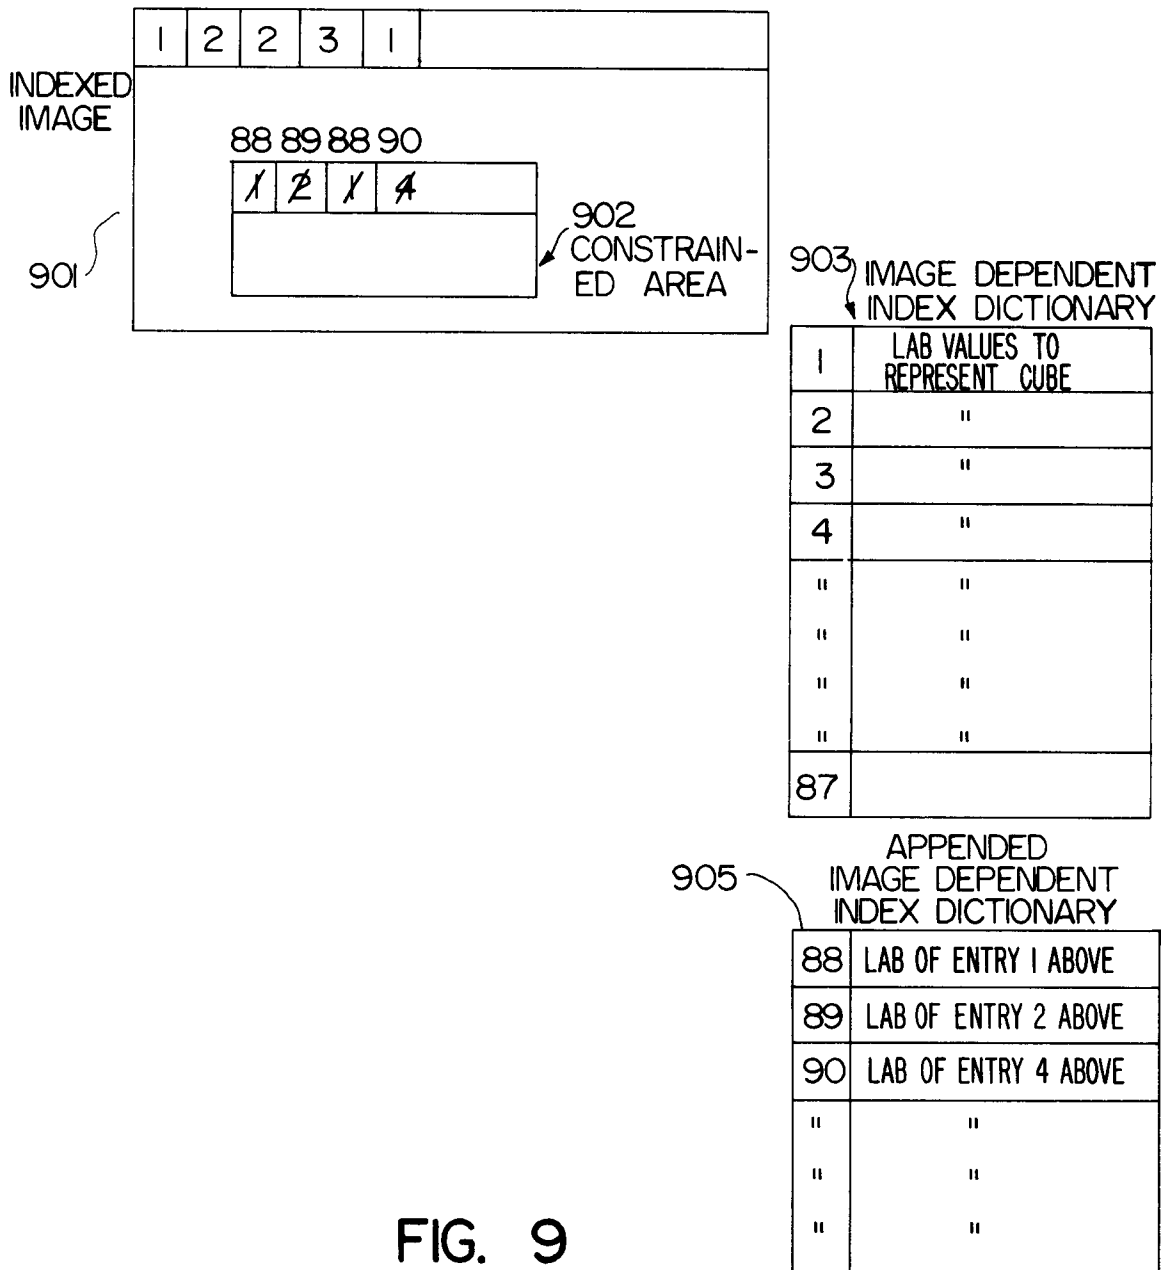 1 2 2 3 1
INDEXED
IMAGE
88 89 88 90
1 2 1 4
901
902
CONSTRAIN-
ED AREA
903
IMAGE DEPENDENT
INDEX DICTIONARY
1 LAB VALUES TO
REPRESENT CUBE
2 "
3 "
4 "
" "
" "
" "
" "
87
905
APPENDED
IMAGE DEPENDENT
INDEX DICTIONARY
88 LAB OF ENTRY 1 ABOVE
89 LAB OF ENTRY 2 ABOVE
90 LAB OF ENTRY 4 ABOVE
" "
" "
" "
FIG. 9